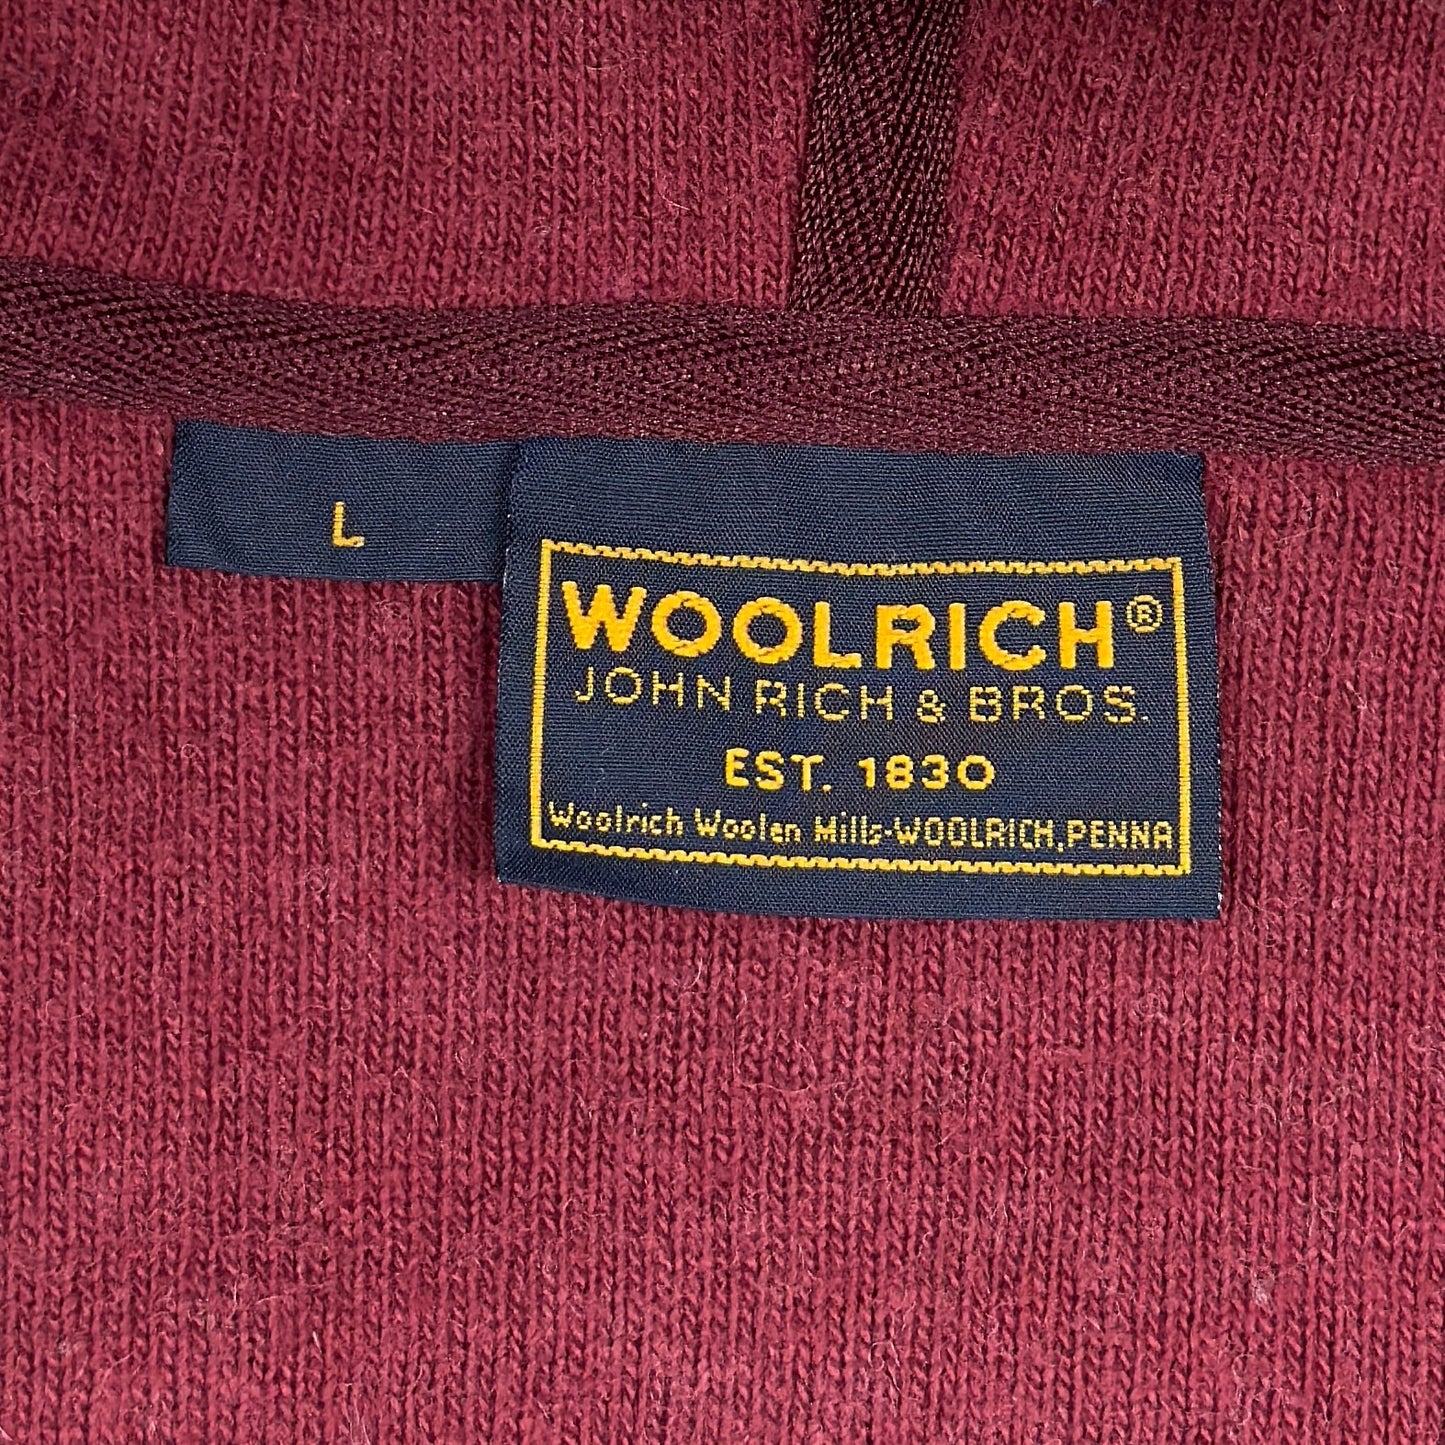 L
WOOLRICH®
JOHN RICH & BROS.
EST. 1830
Woolrich Woolen Mills-WOOLRICH, PENNA